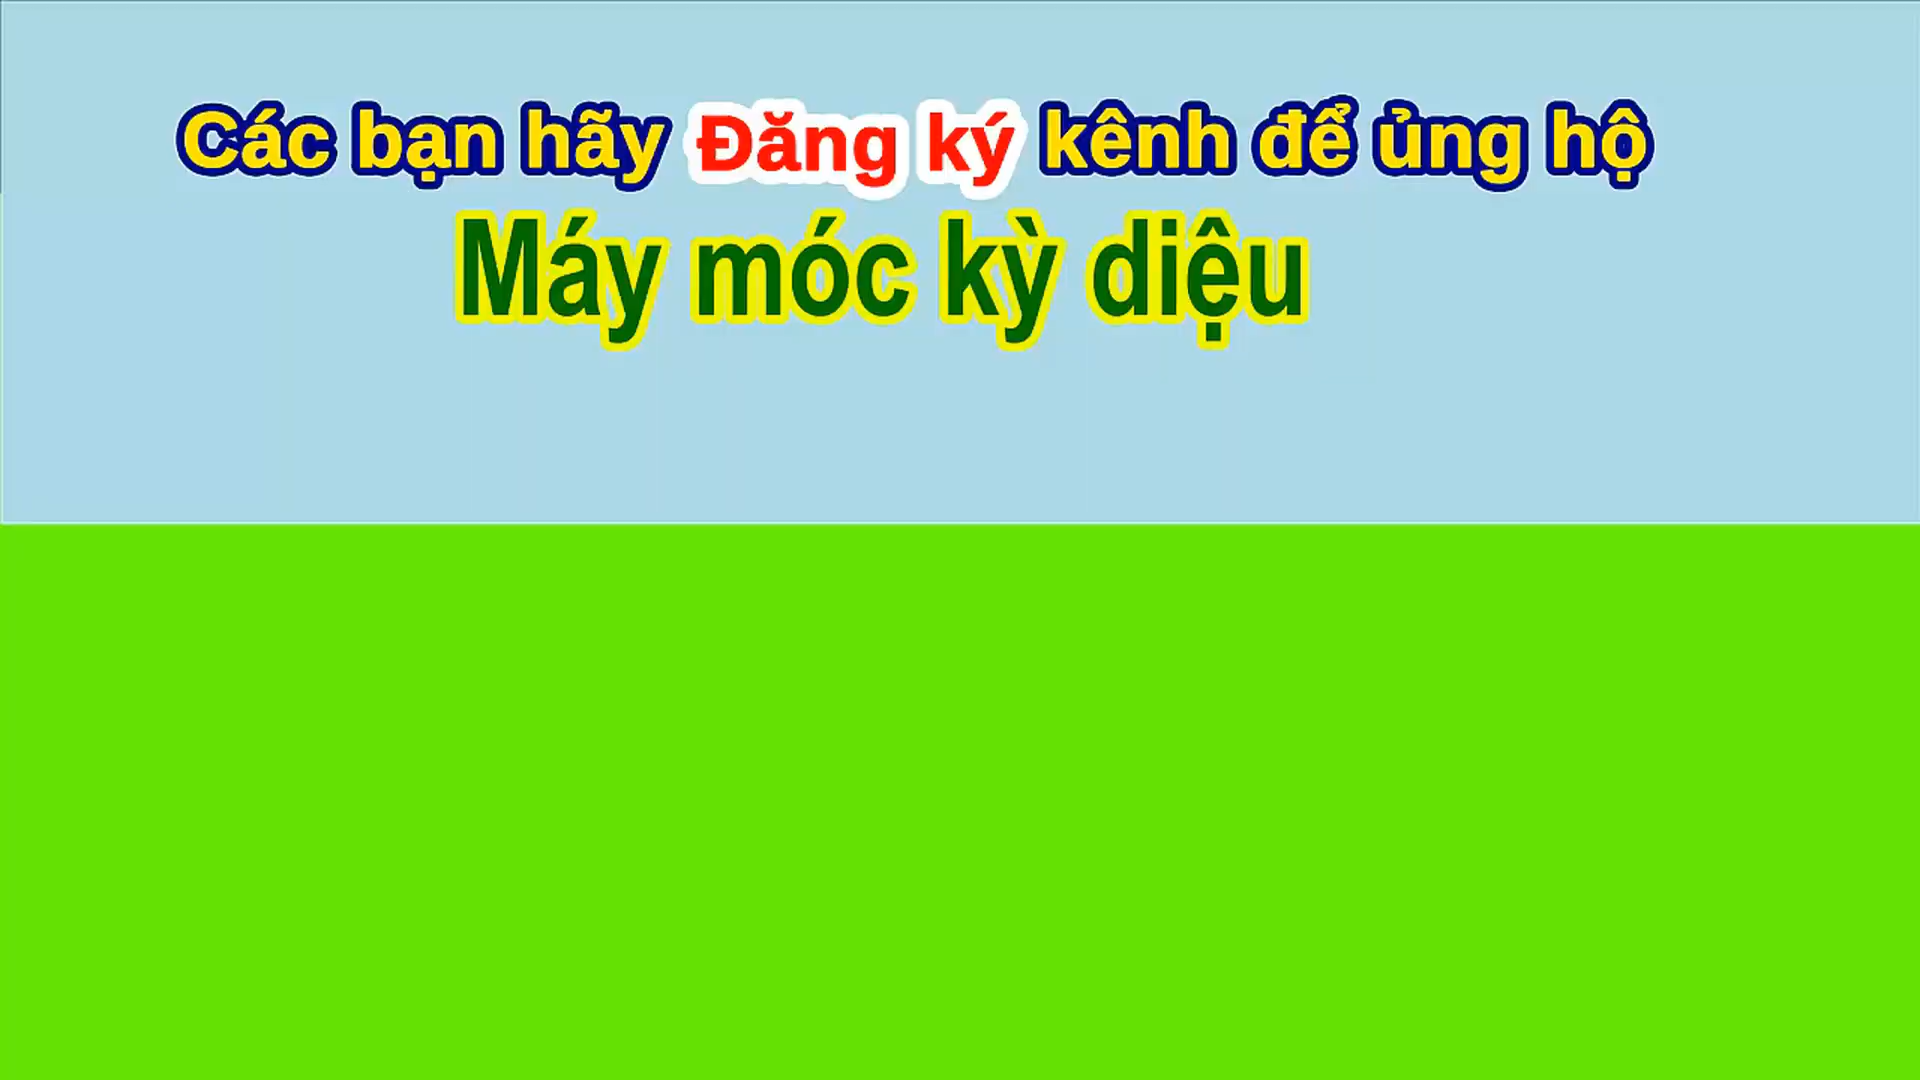 Các bạn hãy Đăng ký kênh để ủng hộ
Máy móc kỳ diệu